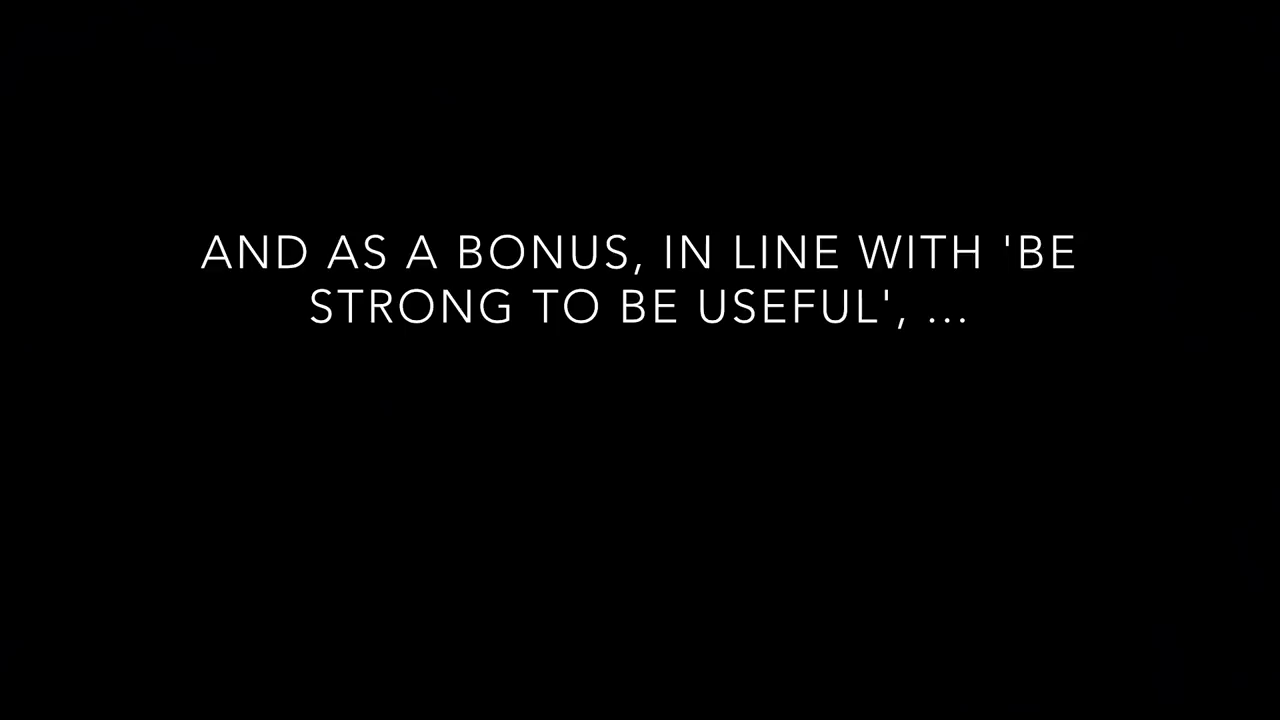 AND AS A BONUS, IN LINE WITH 'BE
STRONG TO BE USEFUL', ...